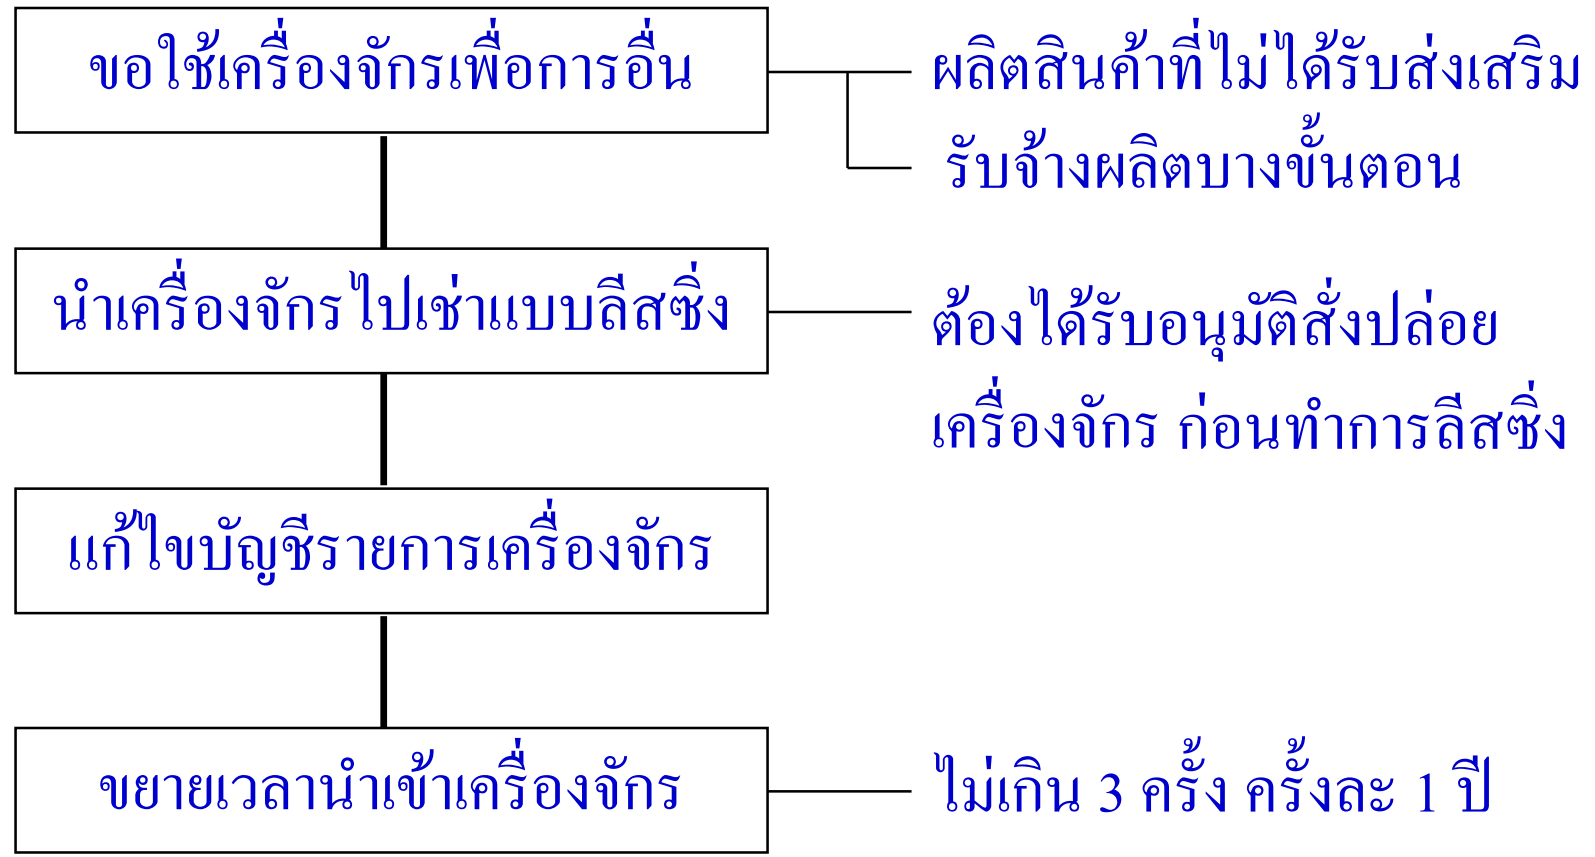 ขอใช้เครื่องจักรเพื่อการอื่น
ผลิตสินค้าที่ไม่ได้รับส่งเสริม
รับจ้างผลิตบางขั้นตอน
นำเครื่องจักรไปเช่าแบบลีสซิ่ง
ต้องได้รับอนุมัติสั่งปล่อย
เครื่องจักร ก่อนทำการลีสซิ่ง
แก้ไขบัญชีรายการเครื่องจักร
ขยายเวลานำเข้าเครื่องจักร
ไม่เกิน 3 ครั้ง ครั้งละ 1 ปี